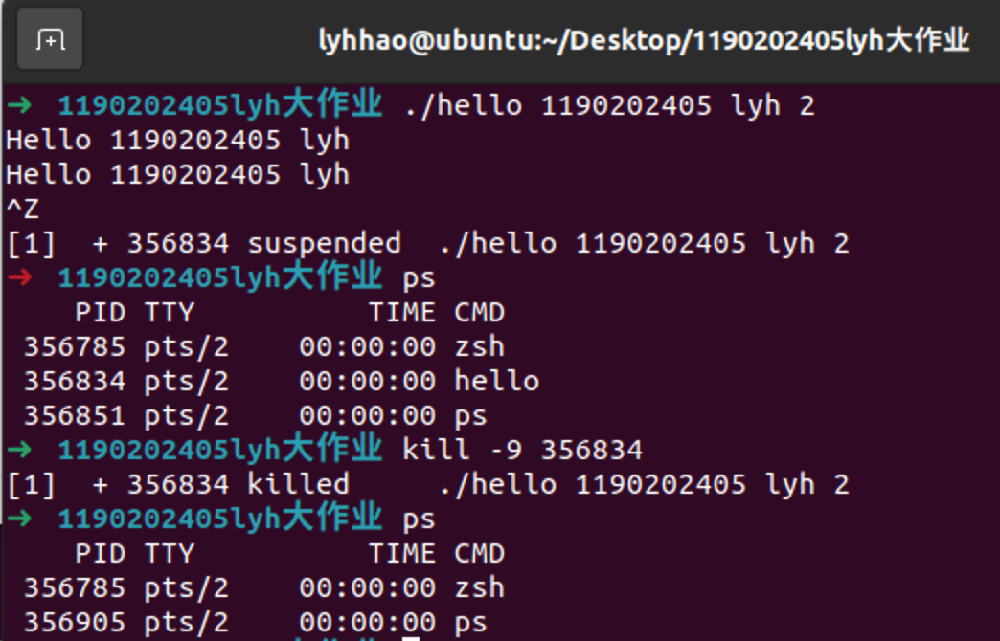 lyhhao@ubuntu:~/Desktop/1190202405lyh大作业
➜ 1190202405lyh大作业 ./hello 1190202405 lyh 2
Hello 1190202405 lyh
Hello 1190202405 lyh
^Z
[1]  + 356834 suspended  ./hello 1190202405 lyh 2
➜ 1190202405lyh大作业 ps
    PID TTY          TIME CMD
 356785 pts/2    00:00:00 zsh
 356834 pts/2    00:00:00 hello
 356851 pts/2    00:00:00 ps
➜ 1190202405lyh大作业 kill -9 356834
[1]  + 356834 killed     ./hello 1190202405 lyh 2
➜ 1190202405lyh大作业 ps
    PID TTY          TIME CMD
 356785 pts/2    00:00:00 zsh
 356905 pts/2    00:00:00 ps